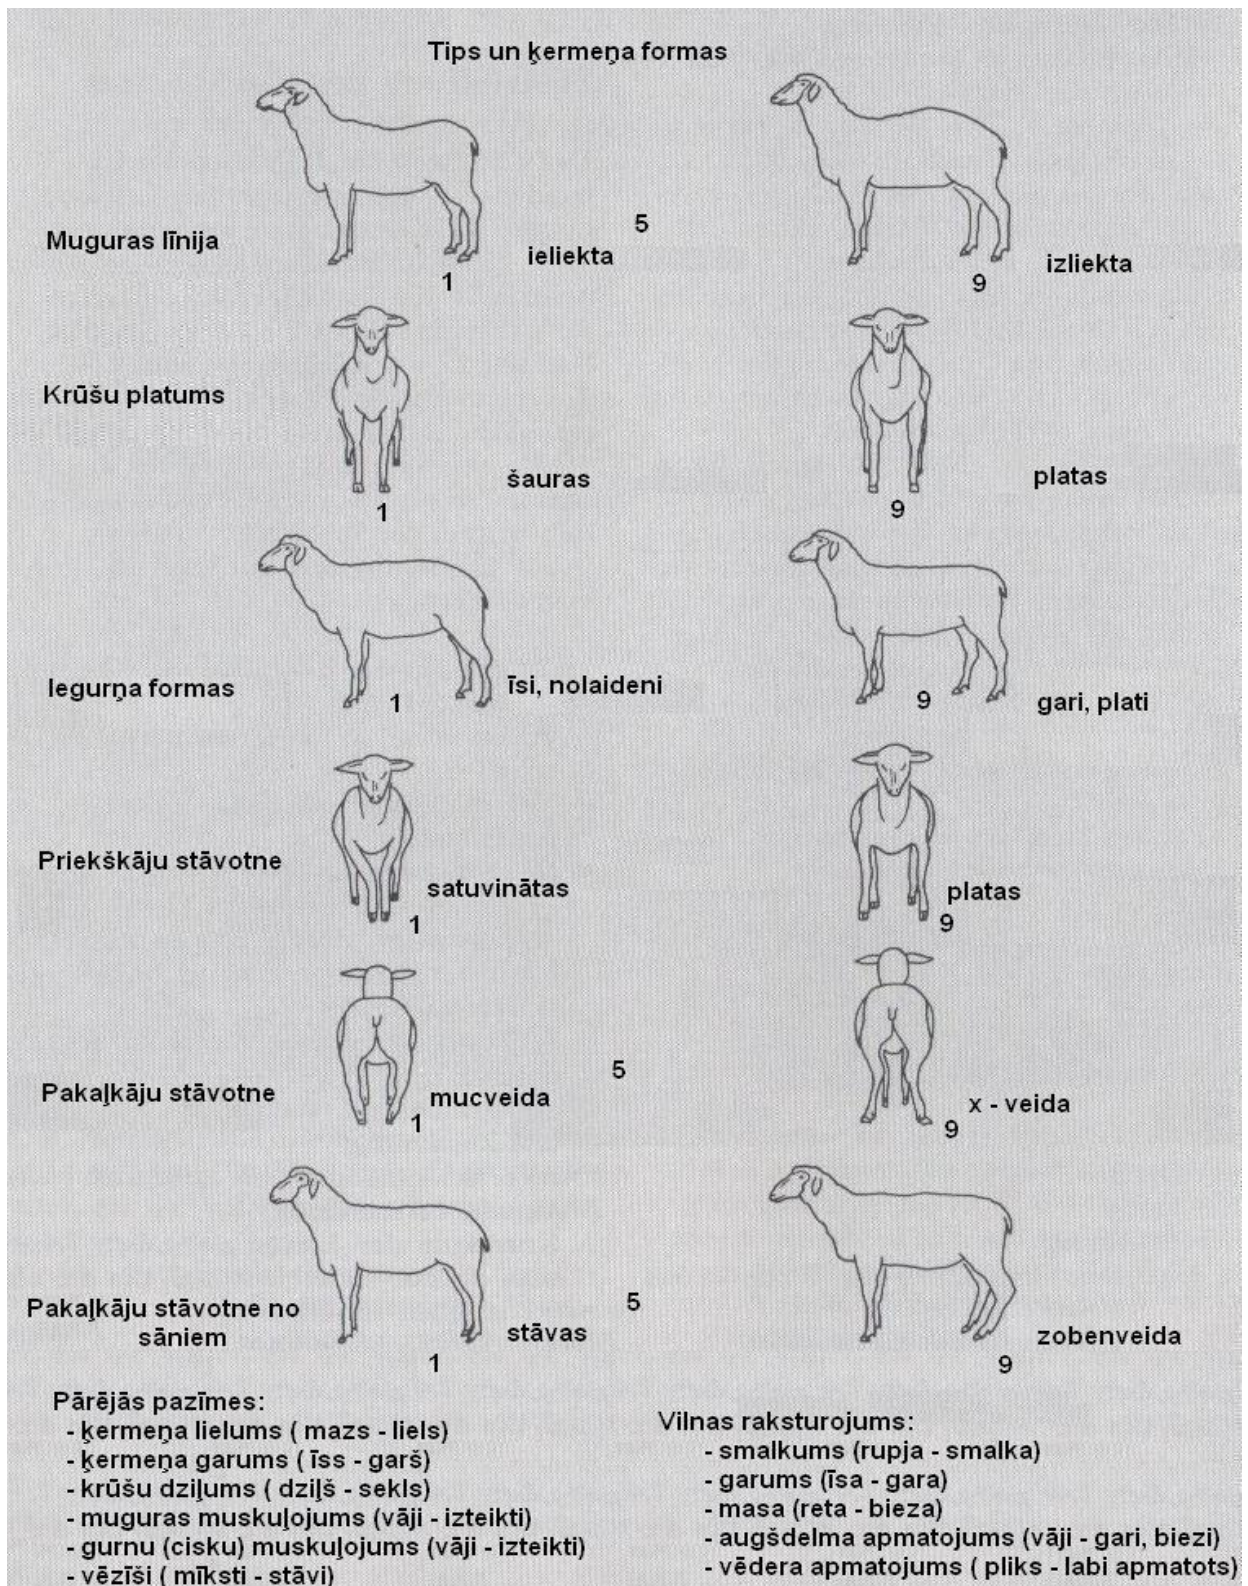 Tips un ķermeņa formas
Muguras līnija
1
ieliekta
5
9
izliekta
Krūšu platums
1
šauras
9
platas
Iegurņa formas
1
īsi, nolaideni
9
gari, plati
Priekškāju stāvotne
satuvinātas
1
platas
9
Pakaļkāju stāvotne
mucveida
1
5
x - veida
9
Pakaļkāju stāvotne no
sāniem
stāvas
1
5
zobenveida
9
Pārējās pazīmes:
- ķermeņa lielums ( mazs - liels)
- ķermeņa garums ( īss - garš)
- krūšu dziļums ( dziļš - sekls)
- muguras muskuļojums (vāji - izteikti)
- gurnu (cisku) muskuļojums (vāji - izteikti)
- vēzīši ( mīksti - stāvi)
Vilnas raksturojums:
- smalkums (rupja - smalka)
- garums (īsa - gara)
- masa (reta - bieza)
- augšdelma apmatojums (vāji - gari, biezi)
- vēdera apmatojums ( pliks - labi apmatots)